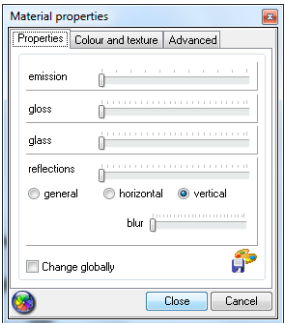 Material properties
Properties Colour and texture Advanced
emission
gloss
glass
reflections
general horizontal vertical
blur
Change globally
Close Cancel